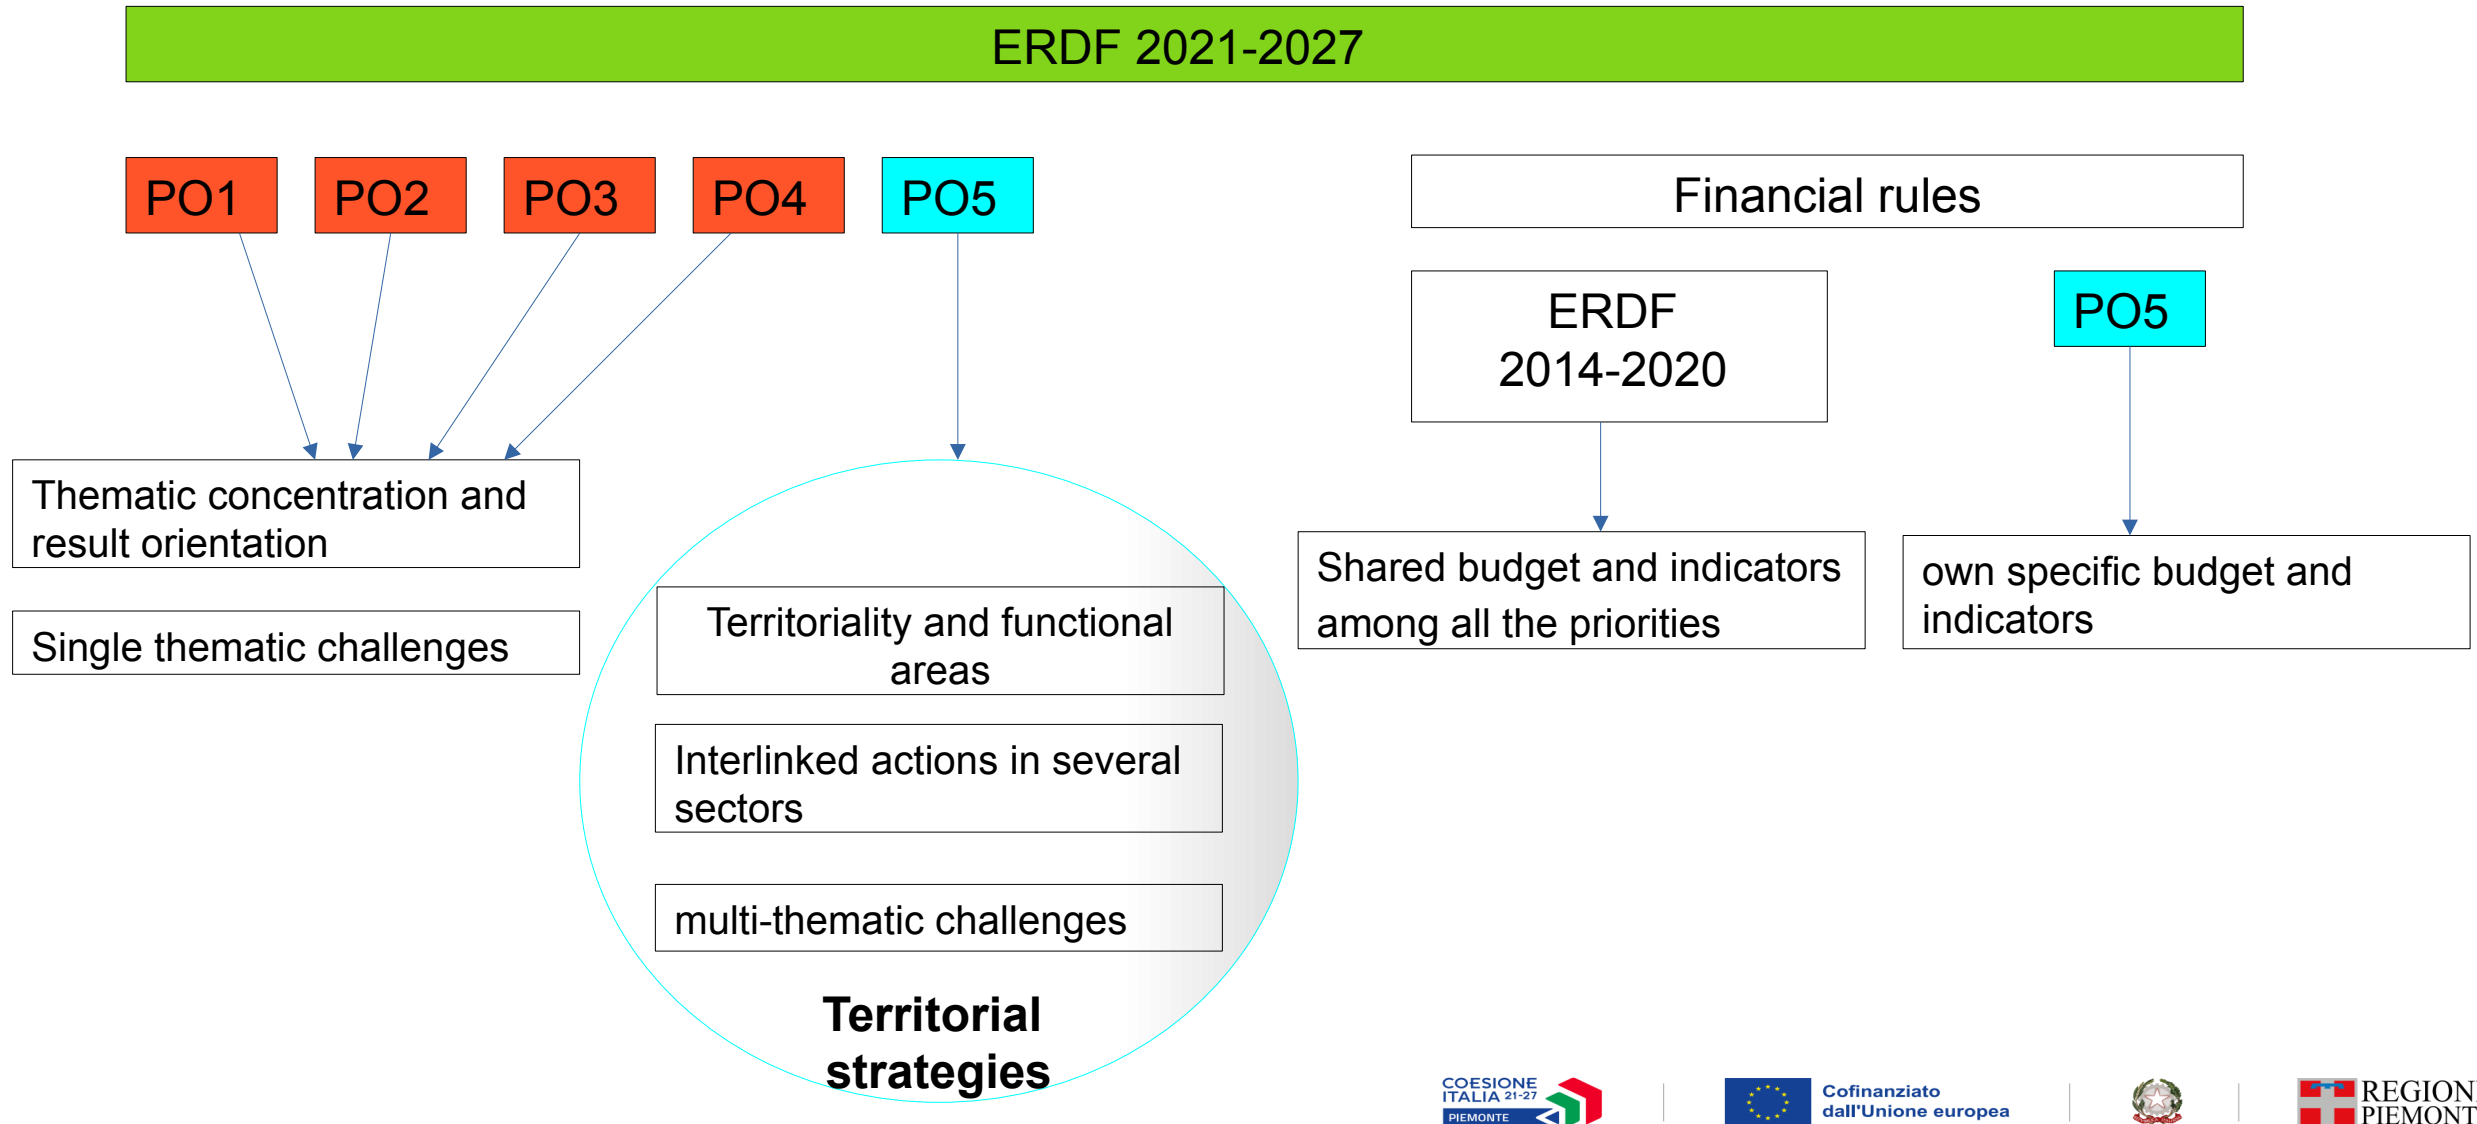 ERDF 2021-2027
PO1
PO2
PO3
PO4
PO5
Financial rules
ERDF
2014-2020
PO5
Thematic concentration and
result orientation
Single thematic challenges
Territoriality and functional
areas
Interlinked actions in several
sectors
multi-thematic challenges
Territorial
strategies
Shared budget and indicators
among all the priorities
own specific budget and
indicators
COESIONE
ITALIA 21-27
PIEMONTE
Cofinanziato
dall'Unione europea
REGION
PIEMONT